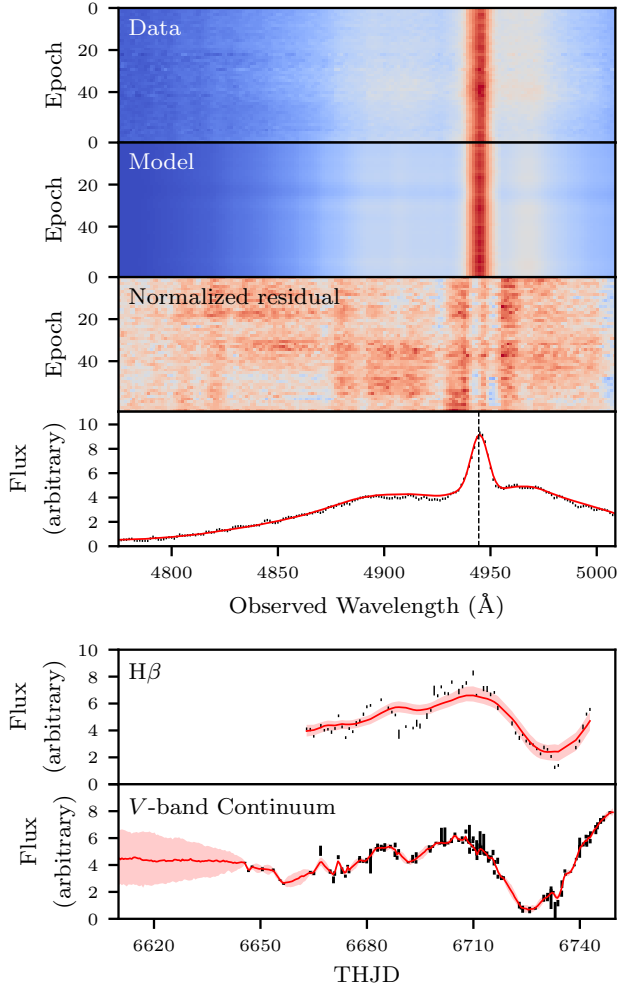 0
Data
20
40
Epoch
0
Model
20
40
Epoch
0
Normalized residual
20
40
Epoch
10
8
6
4
2
0
Flux
(arbitrary)
4800 4850 4900 4950 5000
Observed Wavelength (Å)
10
Hβ
8
6
4
2
0
Flux
(arbitrary)
V-band Continuum
8
6
4
2
0
Flux
(arbitrary)
6620 6650 6680 6710 6740
THJD